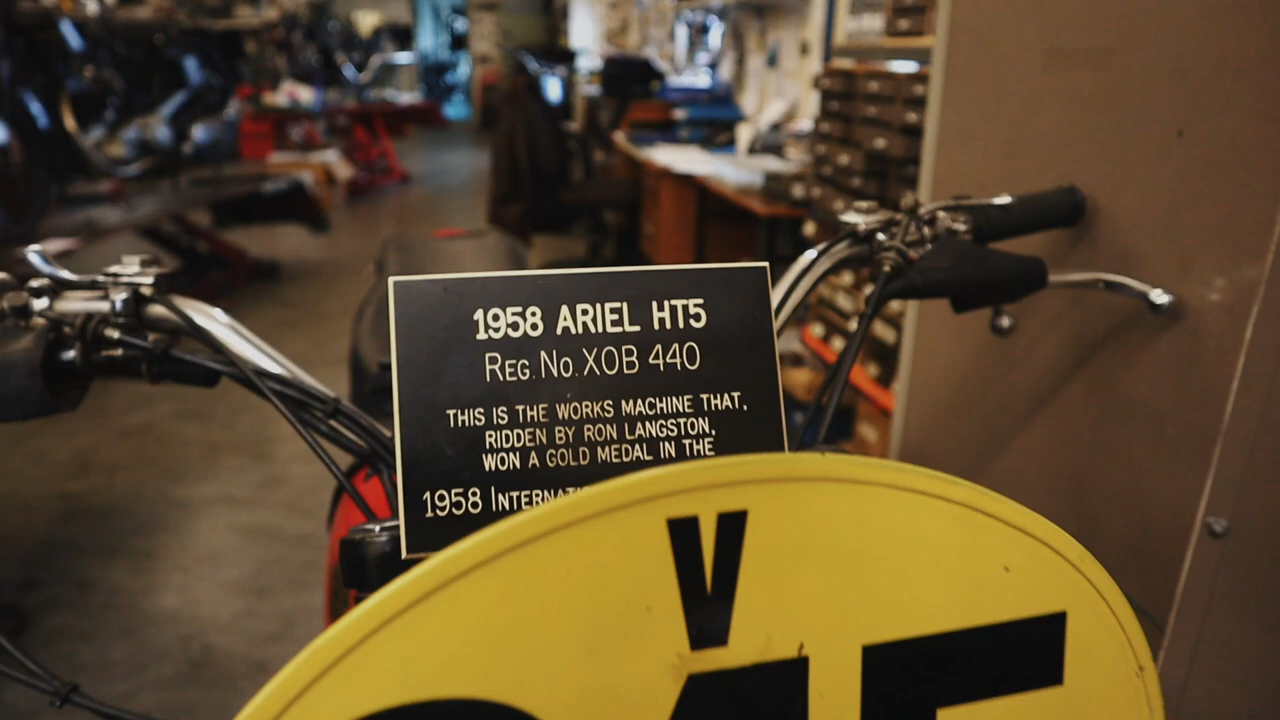 1958 ARIEL HT5
REG. NO. XOB 440
THIS IS THE WORKS MACHINE THAT,
RIDDEN BY RON LANGSTON,
WON A GOLD MEDAL IN THE
1958
V